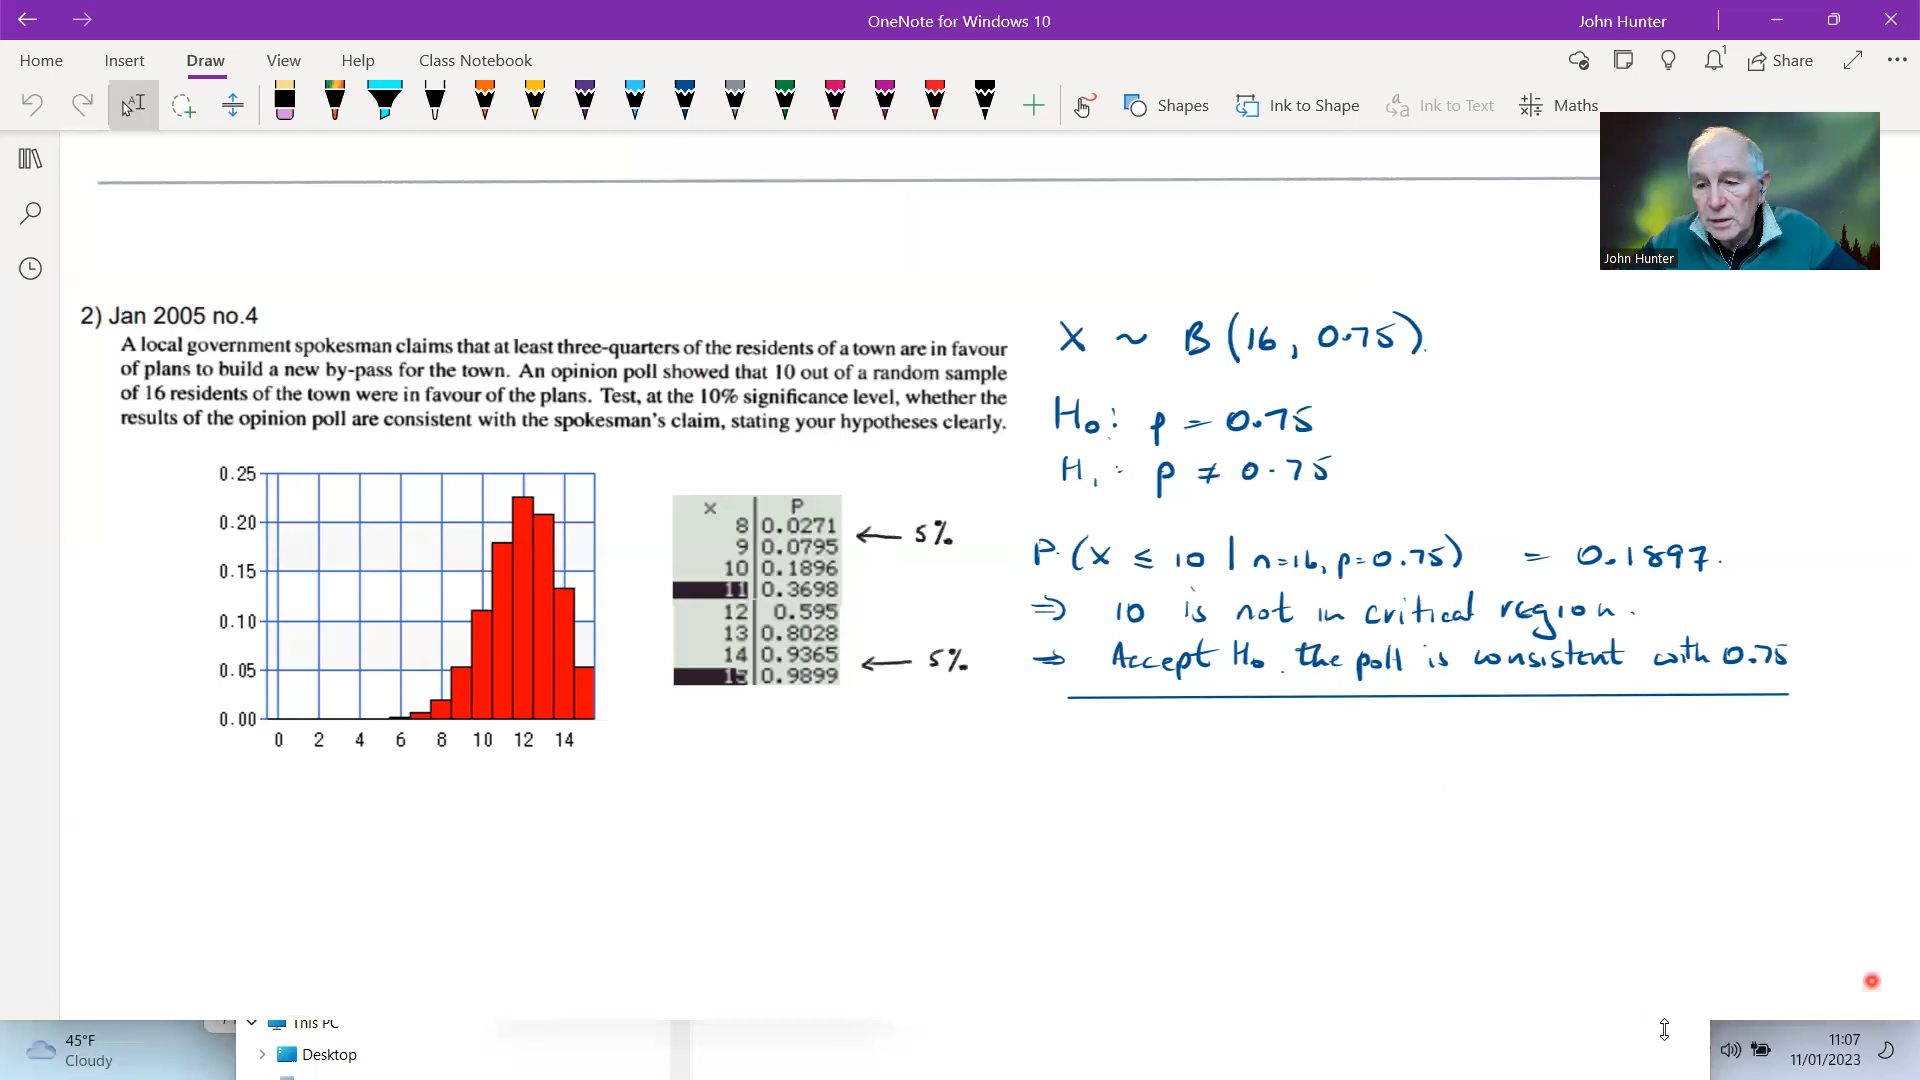 OneNote for Windows 10
John Hunter
Home Insert Draw View Help Class Notebook
1
Share
Shapes Ink to Shape Ink to Text Maths
John Hunter
2) Jan 2005 no.4
A local government spokesman claims that at least three-quarters of the residents of a town are in favour
of plans to build a new by-pass for the town. An opinion poll showed that 10 out of a random sample
of 16 residents of the town were in favour of the plans. Test, at the 10% significance level, whether the
results of the opinion poll are consistent with the spokesman's claim, stating your hypotheses clearly.
0.25
0.20
0.15
0.10
0.05
0.00
0 2 4 6 8 10 12 14
x P
8 0.0271
9 0.0795
10 0.1896
11 0.3698
12 0.595
13 0.8028
14 0.9365
15 0.9899
← 5%
← 5%
X ~ B (16, 0.75).
H₀: p = 0.75
H₁: p ≠ 0.75
P (X ≤ 10 | n=16, p=0.75) = 0.1897.
⇒ 10 is not in critical region.
⇒ Accept H₀. the poll is consistent with 0.75
This PC
Desktop
45°F
Cloudy
11:07
11/01/2023